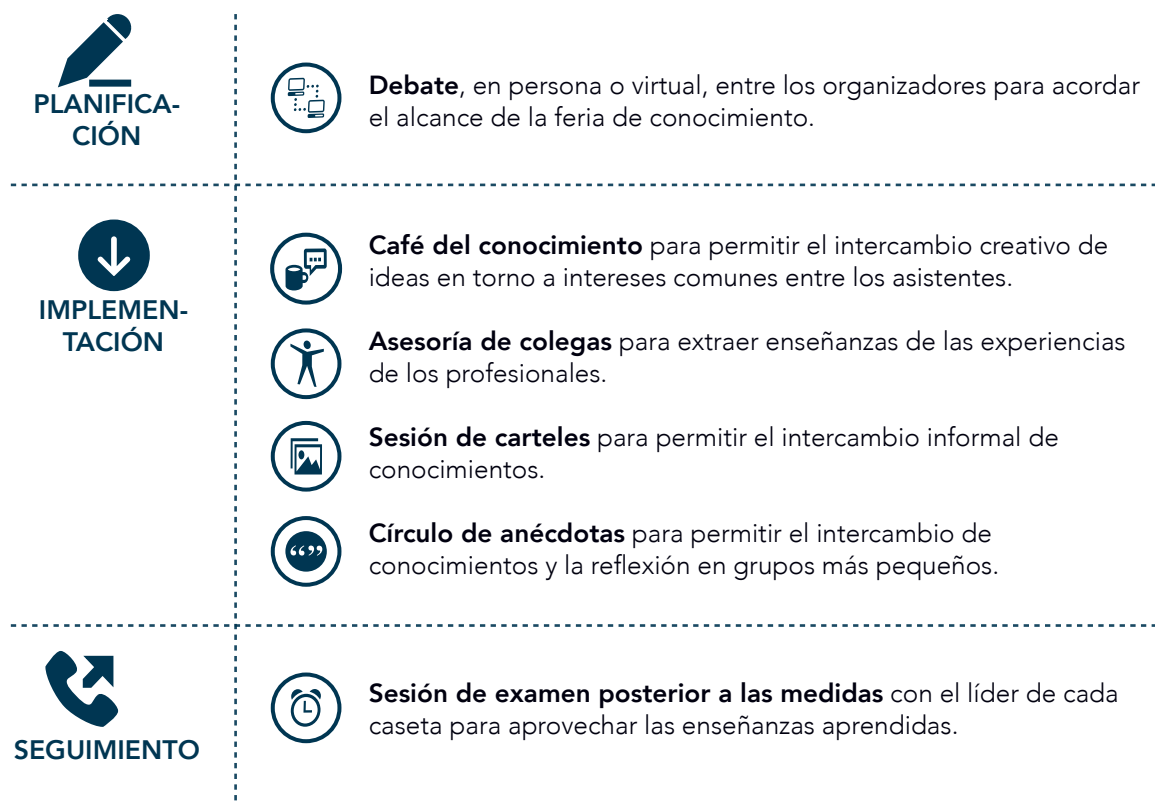 PLANIFICA-
CIÓN
Debate, en persona o virtual, entre los organizadores para acordar
el alcance de la feria de conocimiento.
IMPLEMEN-
TACIÓN
Café del conocimiento para permitir el intercambio creativo de
ideas en torno a intereses comunes entre los asistentes.
Asesoría de colegas para extraer enseñanzas de las experiencias
de los profesionales.
Sesión de carteles para permitir el intercambio informal de
conocimientos.
Círculo de anécdotas para permitir el intercambio de
conocimientos y la reflexión en grupos más pequeños.
SEGUIMIENTO
Sesión de examen posterior a las medidas con el líder de cada
caseta para aprovechar las enseñanzas aprendidas.